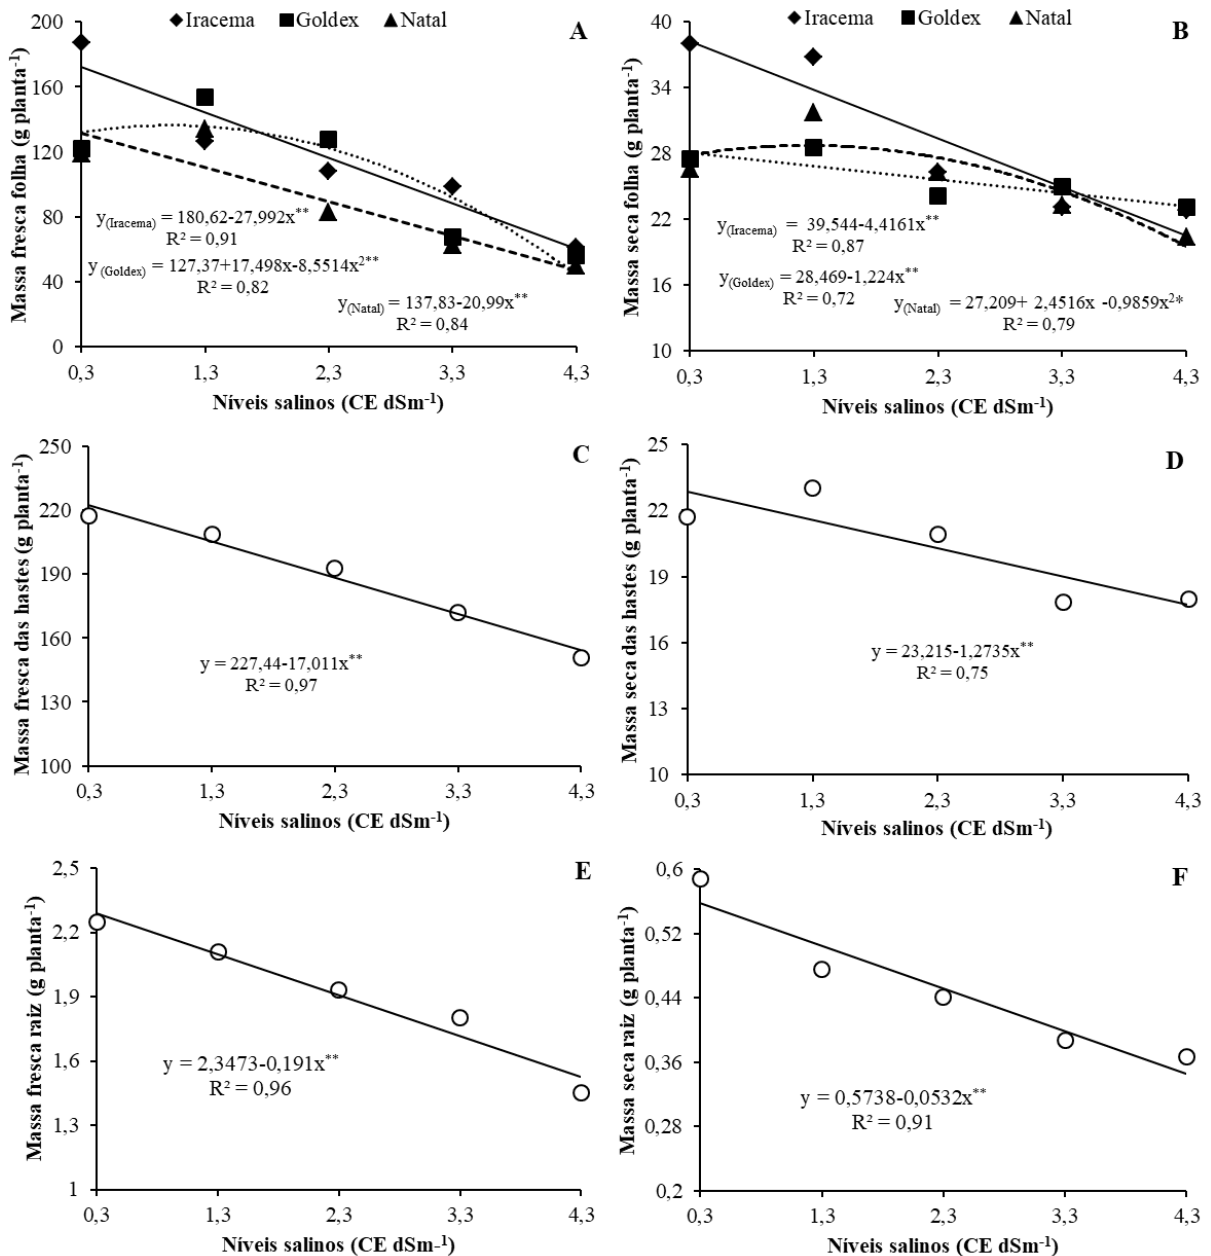 Iracema Goldex Natal
A
Massa fresca folha (g planta⁻¹)
200
160
120
80
40
0
y(Iracema) = 180,62-27,992x**
R² = 0,91
y (Goldex) = 127,37+17,498x-8,5514x²**
R² = 0,82
y(Natal) = 137,83-20,99x**
R² = 0,84
0,3 1,3 2,3 3,3 4,3
Níveis salinos (CE dSm⁻¹)
Iracema Goldex Natal
B
Massa seca folha (g planta⁻¹)
40
34
28
22
16
10
y(Iracema) = 39,544-4,4161x**
R² = 0,87
y(Goldex) = 28,469-1,224x**
R² = 0,72
y(Natal) = 27,209+ 2,4516x -0,9859x²*
R² = 0,79
0,3 1,3 2,3 3,3 4,3
Níveis salinos (CE dSm⁻¹)
C
Massa fresca das hastes (g planta⁻¹)
250
220
190
160
130
100
y = 227,44-17,011x**
R² = 0,97
0,3 1,3 2,3 3,3 4,3
Níveis salinos (CE dSm⁻¹)
D
Massa seca das hastes (g planta⁻¹)
25
22
19
16
13
10
y = 23,215-1,2735x**
R² = 0,75
0,3 1,3 2,3 3,3 4,3
Níveis salinos (CE dSm⁻¹)
E
Massa fresca raiz (g planta⁻¹)
2,5
2,2
1,9
1,6
1,3
1
y = 2,3473-0,191x**
R² = 0,96
0,3 1,3 2,3 3,3 4,3
Níveis salinos (CE dSm-¹)
F
Massa seca raiz (g planta⁻¹)
0,6
0,52
0,44
0,36
0,28
0,2
y = 0,5738-0,0532x**
R² = 0,91
0,3 1,3 2,3 3,3 4,3
Níveis salinos (CE dSm⁻¹)